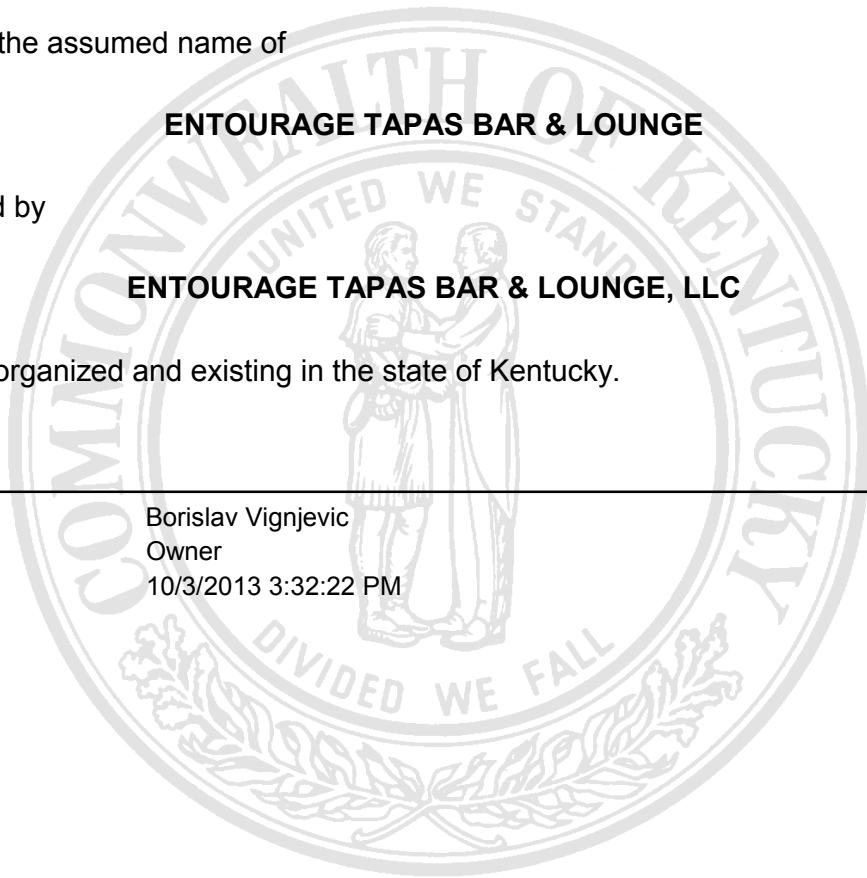 the assumed name of
ENTOURAGE TAPAS BAR & LOUNGE
d by
ENTOURAGE TAPAS BAR & LOUNGE, LLC
organized and existing in the state of Kentucky.
Borislav Vignjevic
Owner
10/3/2013 3:32:22 PM
COMMONWEALTH OF KENTUCKY
UNITED WE STAND
DIVIDED WE FALL